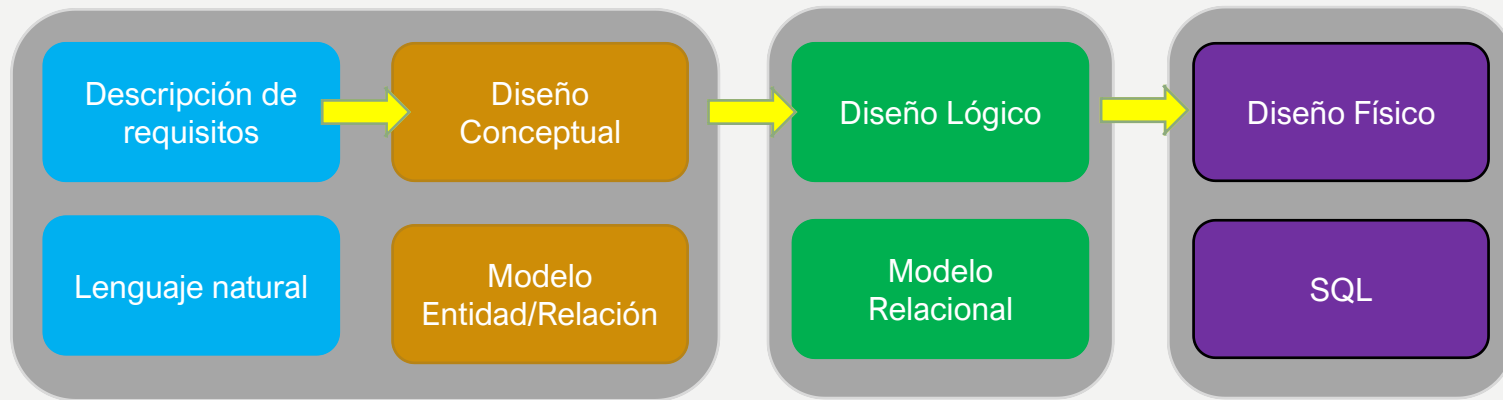 Descripción de
requisitos
Diseño
Conceptual
Diseño Lógico
Diseño Físico
Lenguaje natural
Modelo
Entidad/Relación
Modelo
Relacional
SQL